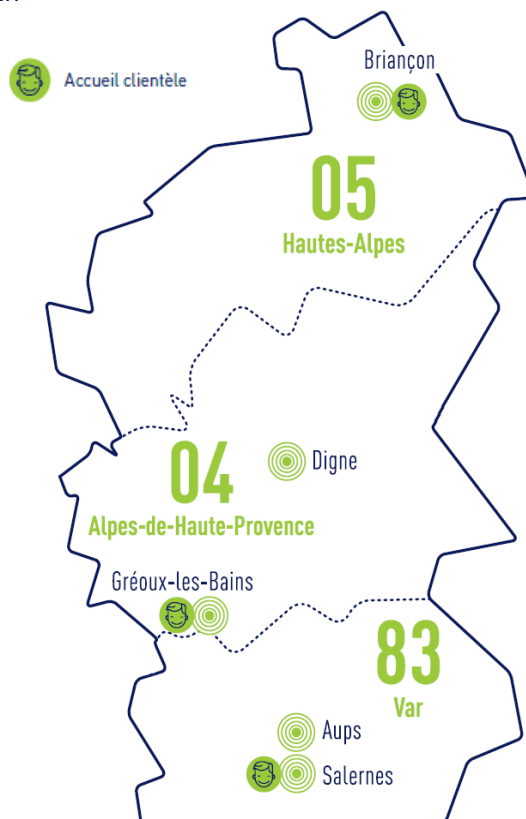 Briançon
Accueil clientèle
05
Hautes-Alpes
04
Digne
Alpes-de-Haute-Provence
Gréoux-les-Bains
83
Var
Aups
Salernes